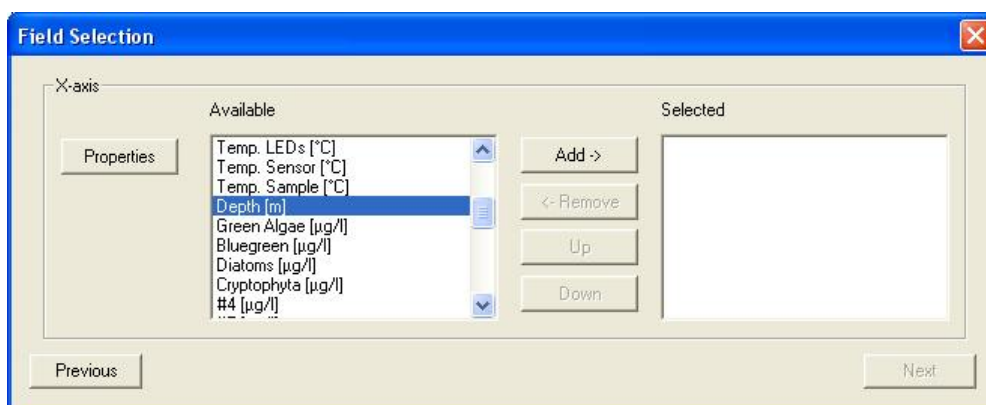 Field Selection
X-axis
Available
Selected
Properties
Temp. LEDs [°C]
Temp. Sensor [°C]
Temp. Sample [°C]
Depth [m]
Green Algae [µg/l]
Bluegreen [µg/l]
Diatoms [µg/l]
Cryptophyta [µg/l]
#4 [µg/l]
Add ->
<- Remove
Up
Down
Previous
Next